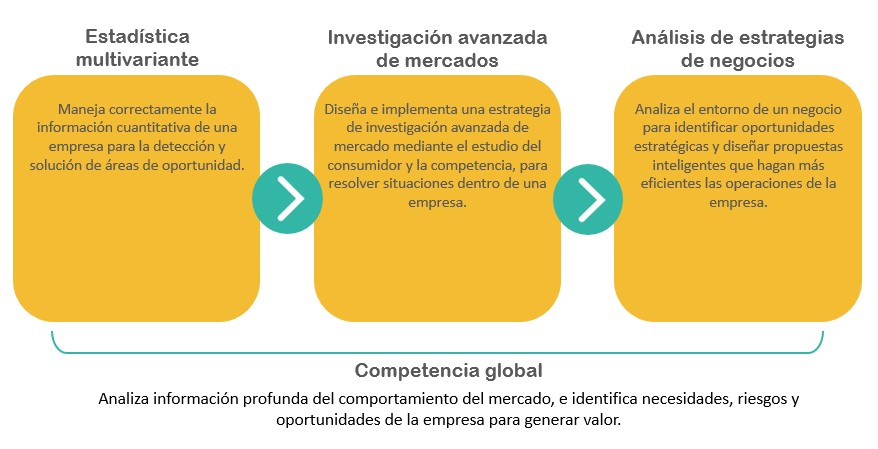 Estadística
multivariante
Maneja correctamente la
información cuantitativa de una
empresa para la detección y
solución de áreas de oportunidad.
Investigación avanzada
de mercados
Diseña e implementa una estrategia
de investigación avanzada de
mercado mediante el estudio del
consumidor y la competencia, para
resolver situaciones dentro de una
empresa.
Análisis de estrategias
de negocios
Analiza el entorno de un negocio
para identificar oportunidades
estratégicas y diseñar propuestas
inteligentes que hagan más
eficientes las operaciones de la
empresa.
Competencia global
Analiza información profunda del comportamiento del mercado, e identifica necesidades, riesgos y
oportunidades de la empresa para generar valor.